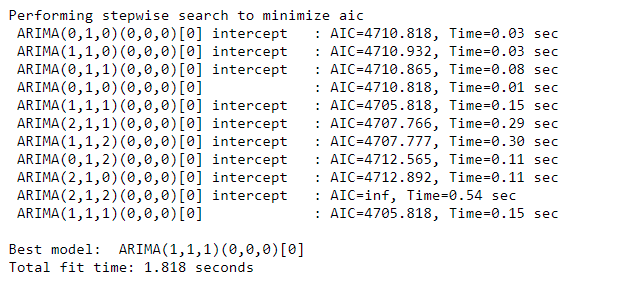 Performing stepwise search to minimize aic
 ARIMA(0,1,0)(0,0,0)[0] intercept   : AIC=4710.818, Time=0.03 sec
 ARIMA(1,1,0)(0,0,0)[0] intercept   : AIC=4710.932, Time=0.03 sec
 ARIMA(0,1,1)(0,0,0)[0] intercept   : AIC=4710.865, Time=0.08 sec
 ARIMA(0,1,0)(0,0,0)[0]             : AIC=4710.818, Time=0.01 sec
 ARIMA(1,1,1)(0,0,0)[0] intercept   : AIC=4705.818, Time=0.15 sec
 ARIMA(2,1,1)(0,0,0)[0] intercept   : AIC=4707.766, Time=0.29 sec
 ARIMA(1,1,2)(0,0,0)[0] intercept   : AIC=4707.777, Time=0.30 sec
 ARIMA(0,1,2)(0,0,0)[0] intercept   : AIC=4712.565, Time=0.11 sec
 ARIMA(2,1,0)(0,0,0)[0] intercept   : AIC=4712.892, Time=0.11 sec
 ARIMA(2,1,2)(0,0,0)[0] intercept   : AIC=inf, Time=0.54 sec
 ARIMA(1,1,1)(0,0,0)[0]             : AIC=4705.818, Time=0.15 sec

Best model:  ARIMA(1,1,1)(0,0,0)[0]
Total fit time: 1.818 seconds